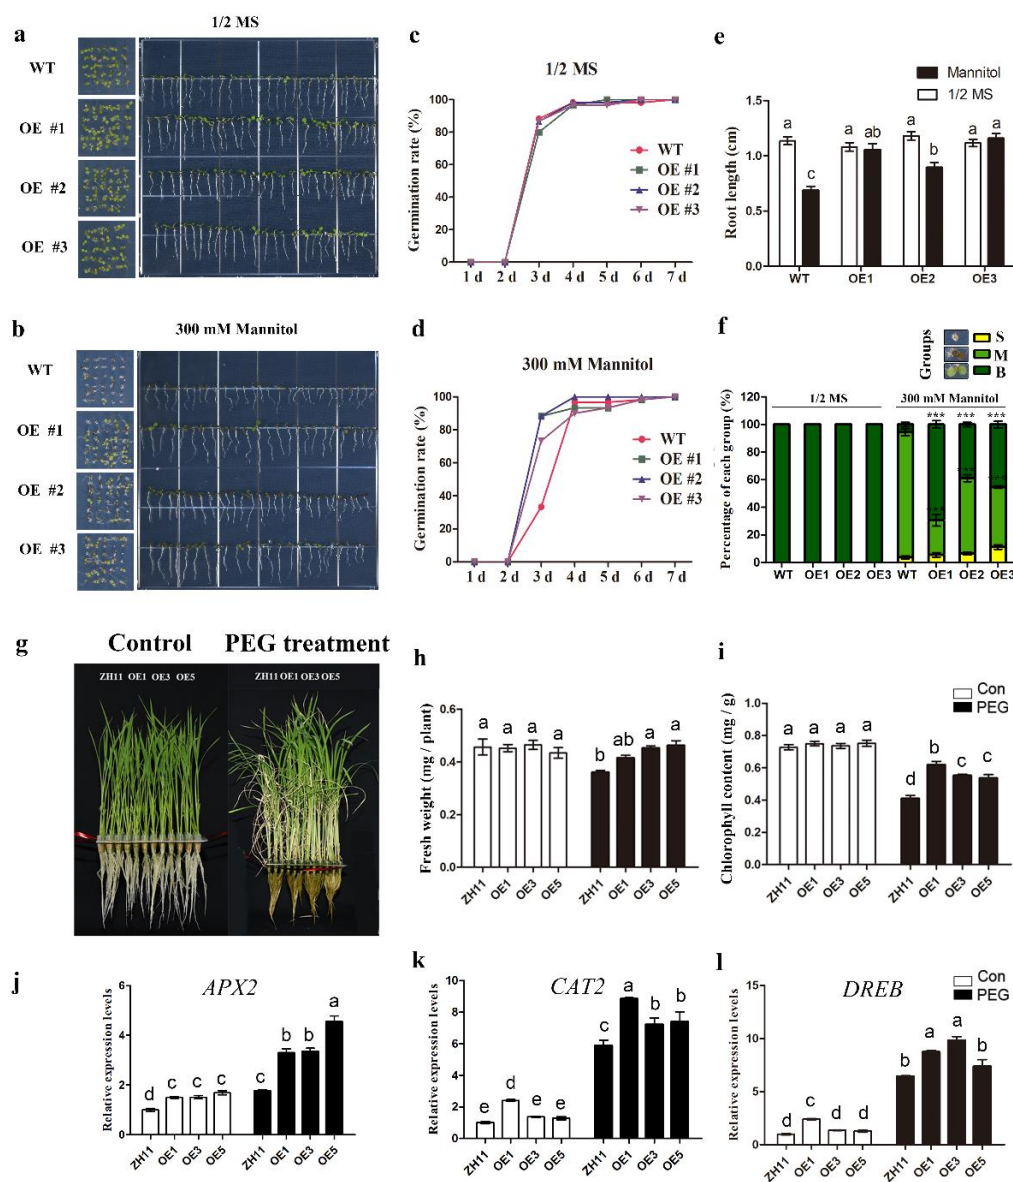 a
1/2 MS
WT
OE #1
OE #2
OE #3
b
300 mM Mannitol
WT
OE #1
OE #2
OE #3
c
1/2 MS
Germination rate (%)
100
80
60
40
20
0
WT
OE #1
OE #2
OE #3
1 d 2 d 3 d 4 d 5 d 6 d 7 d
d
300 mM Mannitol
Germination rate (%)
100
80
60
40
20
0
WT
OE #1
OE #2
OE #3
1 d 2 d 3 d 4 d 5 d 6 d 7 d
e
Mannitol
1/2 MS
Root length (cm)
1.5
1.0
0.5
0.0
a c a ab a b a a
WT OE1 OE2 OE3
f
Groups
S
M
B
Percentage of each group (%)
1/2 MS 300 mM Mannitol
120
100
80
60
40
20
0
*** *** ***
WT OE1 OE2 OE3 WT OE1 OE2 OE3
g
Control PEG treatment
ZH11 OE1 OE3 OE5 ZH11 OE1 OE3 OE5
h
Fresh weight (mg / plant)
0.6
0.4
0.2
0.0
a a a a b ab a a
ZH11 OE1 OE3 OE5 ZH11 OE1 OE3 OE5
i
Con
PEG
Chlorophyll content (mg / g)
1.0
0.8
0.6
0.4
0.2
0.0
a a a a d b c c
ZH11 OE1 OE3 OE5 ZH11 OE1 OE3 OE5
j
APX2
Relative expression levels
6
4
2
0
d c c c c b b a
ZH11 OE1 OE3 OE5 ZH11 OE1 OE3 OE5
k
CAT2
Relative expression levels
10
8
6
4
2
0
e d e e c a b b
ZH11 OE1 OE3 OE5 ZH11 OE1 OE3 OE5
l
DREB
Con
PEG
Relative expression levels
15
10
5
0
d c d d b a a b
ZH11 OE1 OE3 OE5 ZH11 OE1 OE3 OE5